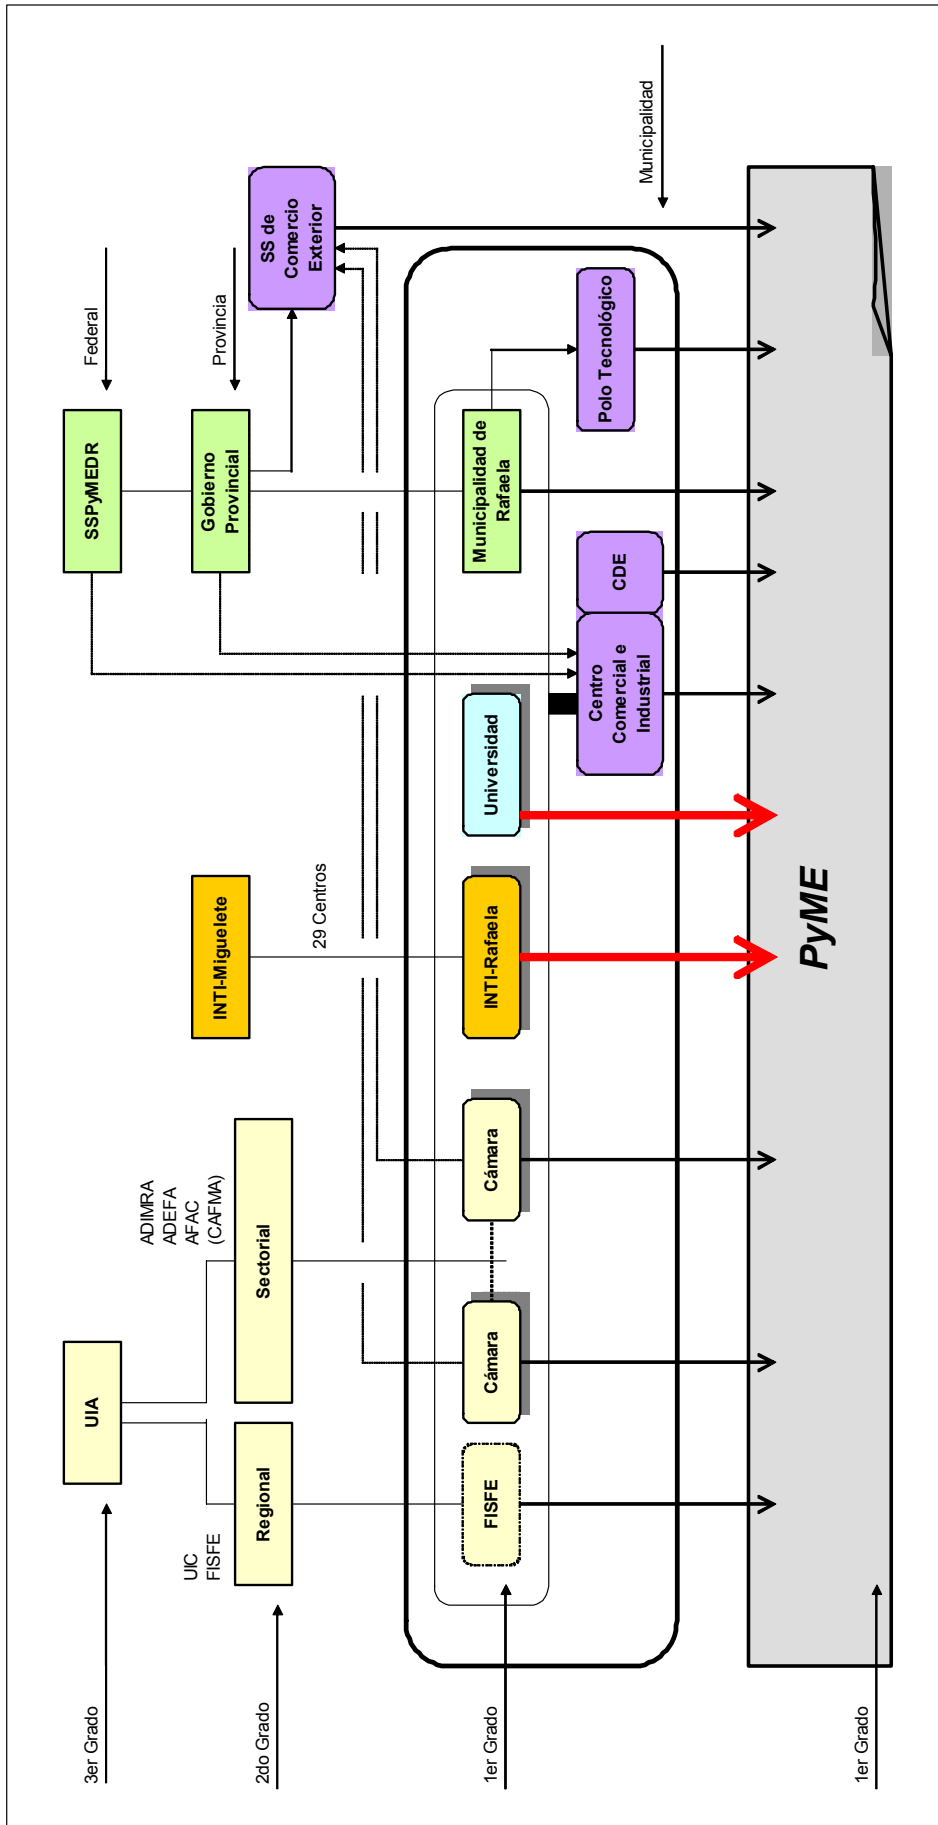 3er Grado
UIA
SSPyMEDR
Federal
UIC
FISFE
ADIMRA
ADEFA
AFAC
(CAFMA)
2do Grado
Regional
Sectorial
INTI-Miguelete
Gobierno
Provincial
Provincia
SS de
Comercio
Exterior
29 Centros
1er Grado
FISFE
Cámara
Cámara
INTI-Rafaela
Universidad
Municipalidad de
Rafaela
Centro
Comercial e
Industrial
CDE
Polo Tecnológico
Municipalidad
1er Grado
PyME